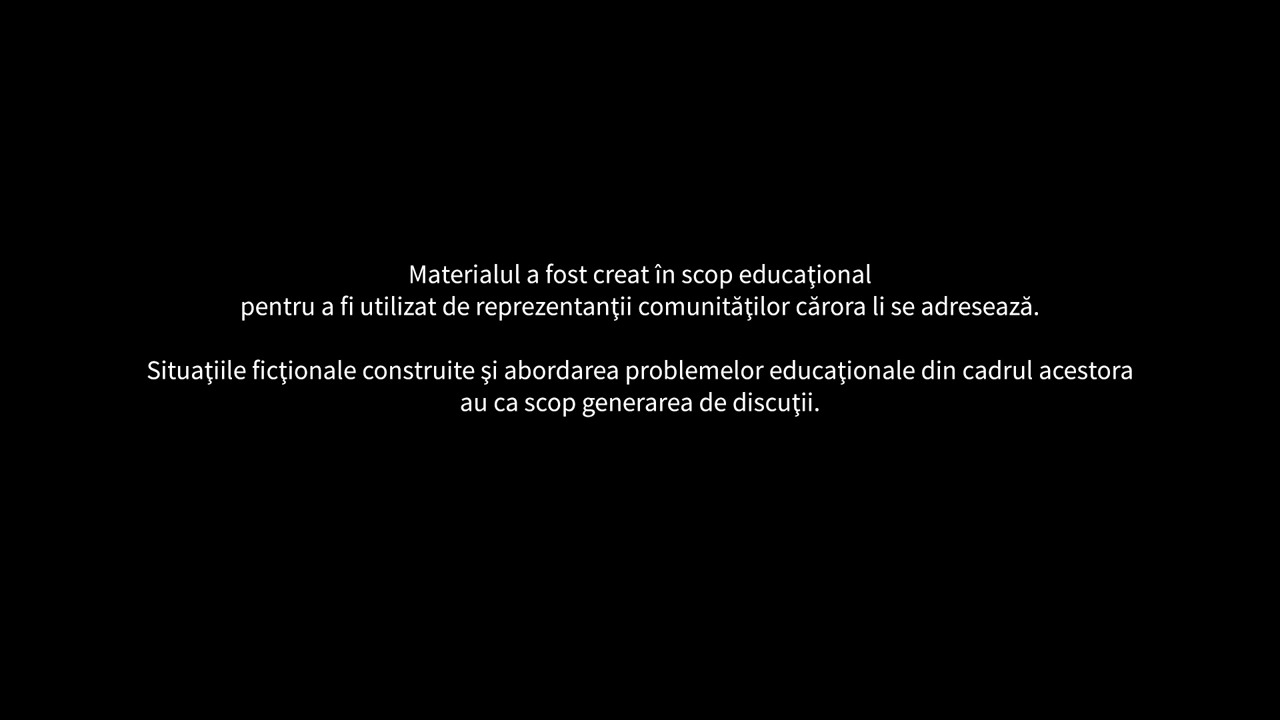 Materialul a fost creat în scop educaţional
pentru a fi utilizat de reprezentanţii comunităţilor cărora li se adresează.
Situaţiile ficţionale construite şi abordarea problemelor educaţionale din cadrul acestora
au ca scop generarea de discuţii.